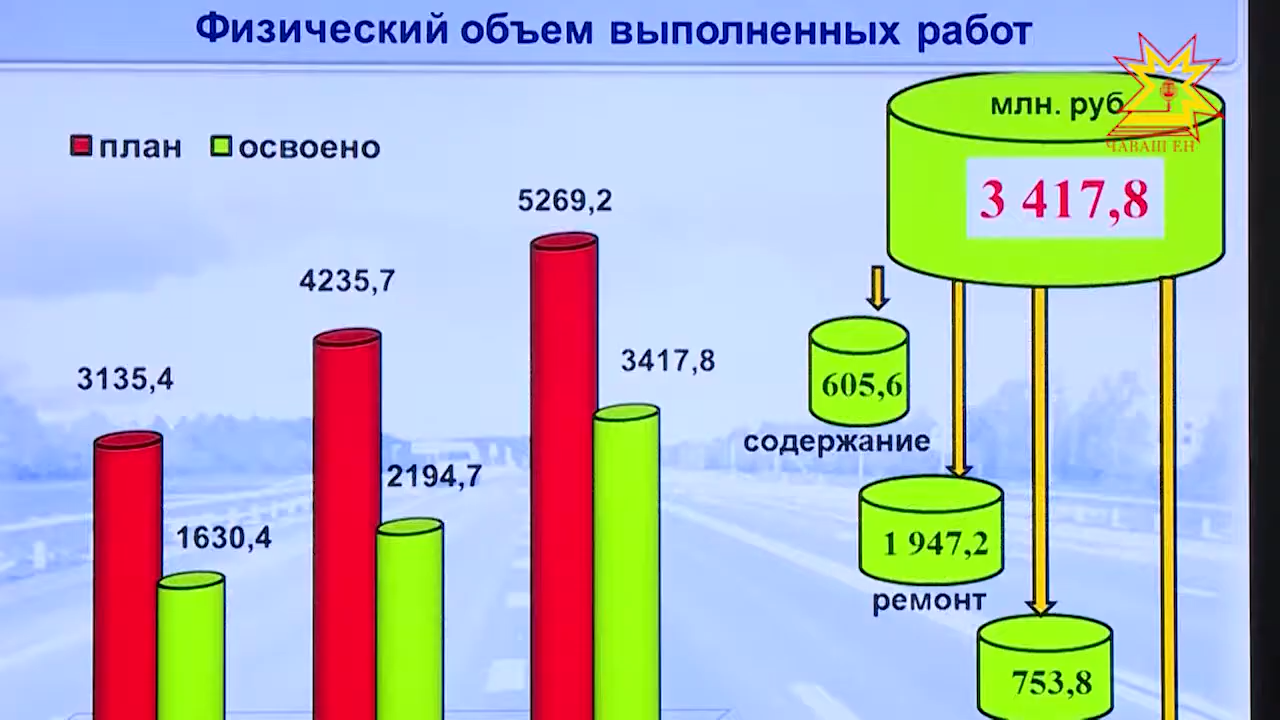 Физический объем выполненных работ
план освоено
3135,4
1630,4
4235,7
2194,7
5269,2
3417,8
млн. руб
ЧАВАШ ЕН
3 417,8
605,6
содержание
1 947,2
ремонт
753,8